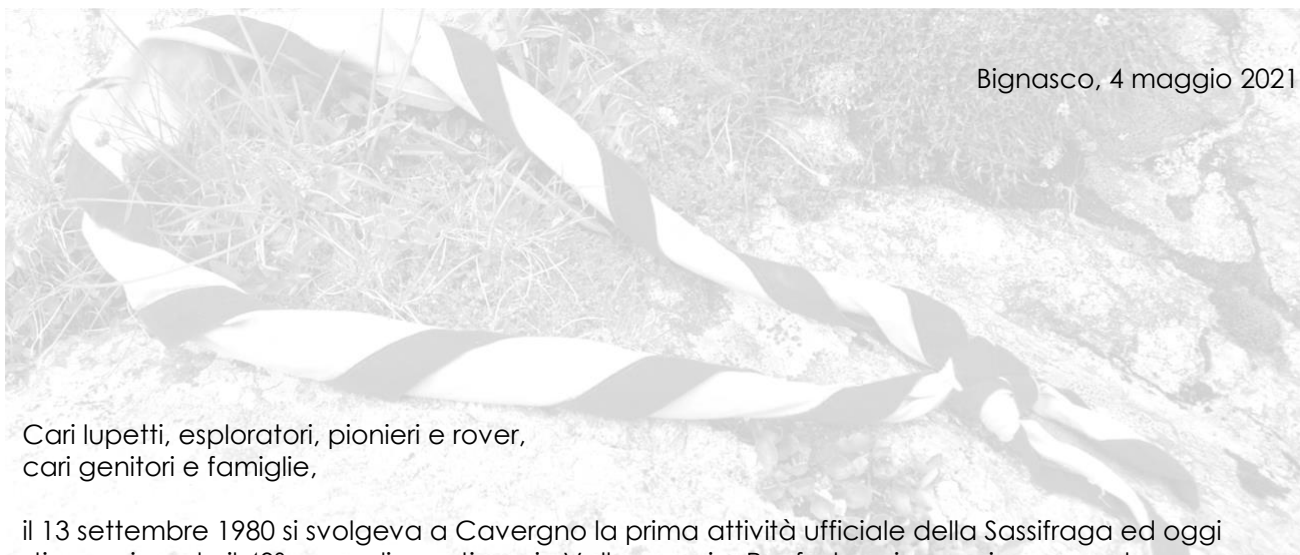 Bignasco, 4 maggio 2021
Cari lupetti, esploratori, pionieri e rover,
cari genitori e famiglie,
il 13 settembre 1980 si svolgeva a Cavergno la prima attività ufficiale della Sassifraga ed oggi